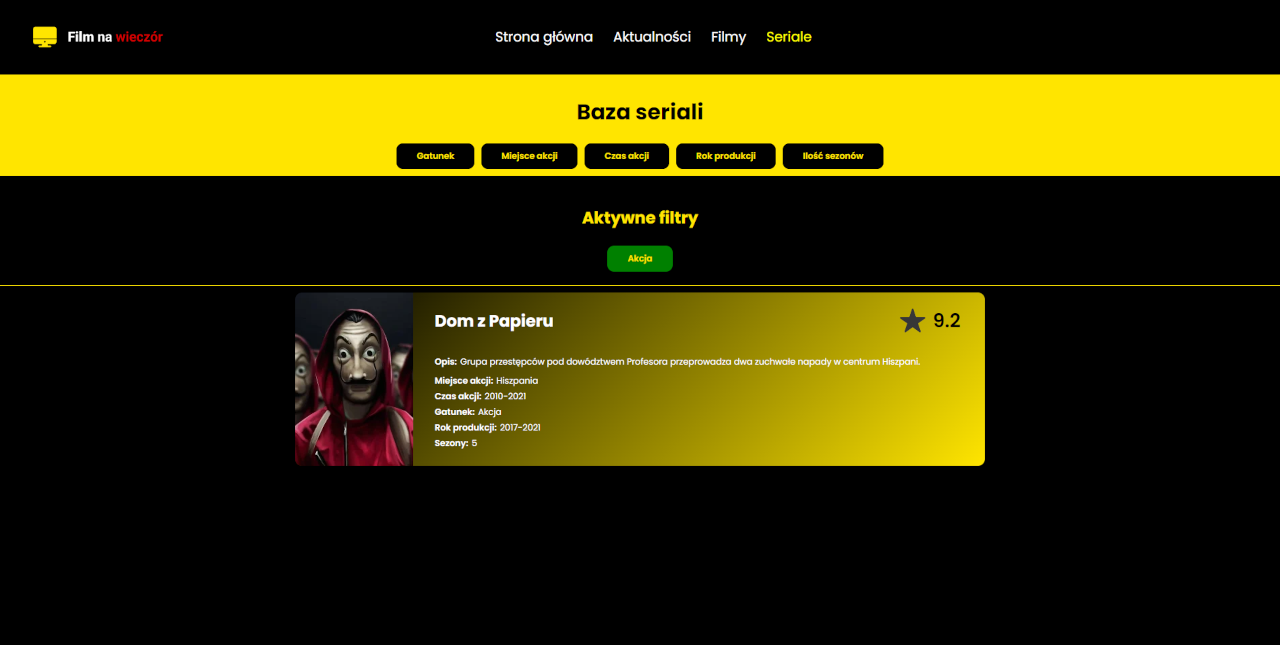 Film na wieczór
Strona główna Aktualności Filmy Seriale
Baza seriali
Gatunek Miejsce akcji Czas akcji Rok produkcji Ilość sezonów
Aktywne filtry
Akcja
Dom z Papieru 9.2
Opis: Grupa przestępców pod dowództwem Profesora przeprowadza dwa zuchwałe napady w centrum Hiszpani.
Miejsce akcji: Hiszpania
Czas akcji: 2010-2021
Gatunek: Akcja
Rok produkcji: 2017-2021
Sezony: 5